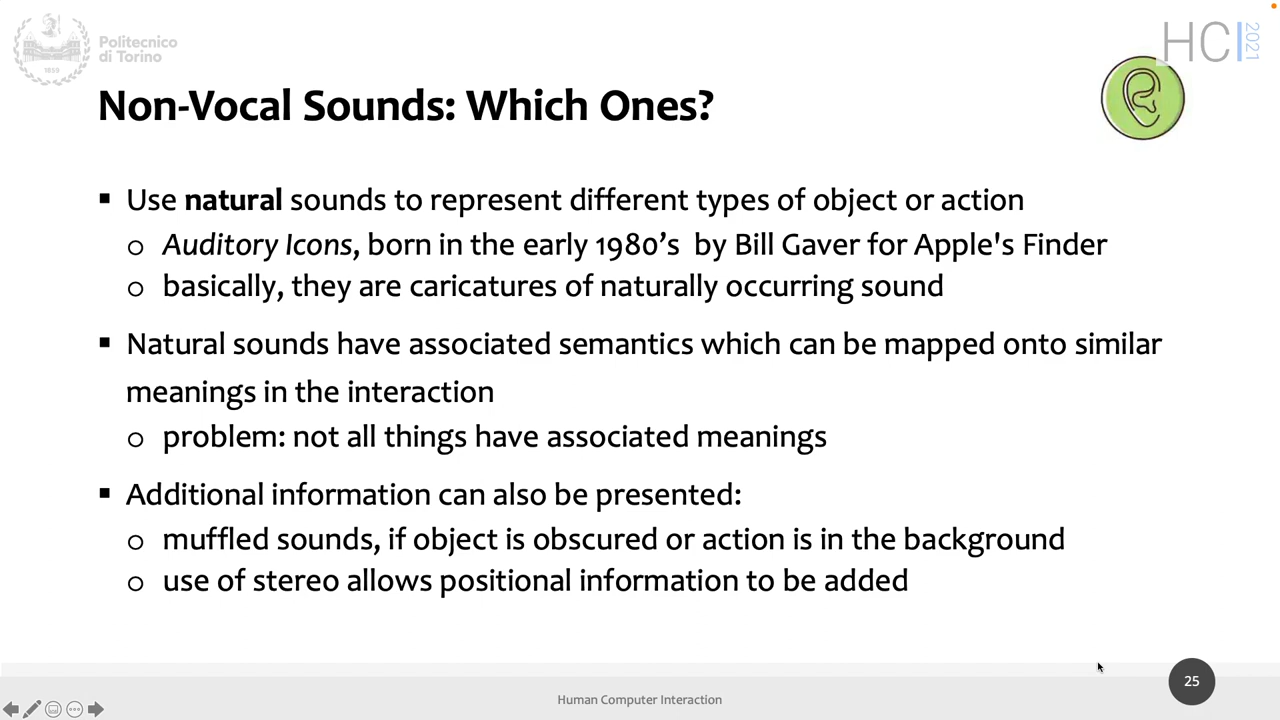 Politecnico
di Torino
1859
HCI 2021
Non-Vocal Sounds: Which Ones?
▪ Use natural sounds to represent different types of object or action
o Auditory Icons, born in the early 1980’s  by Bill Gaver for Apple's Finder
o basically, they are caricatures of naturally occurring sound
▪ Natural sounds have associated semantics which can be mapped onto similar
meanings in the interaction
o problem: not all things have associated meanings
▪ Additional information can also be presented:
o muffled sounds, if object is obscured or action is in the background
o use of stereo allows positional information to be added
Human Computer Interaction
25